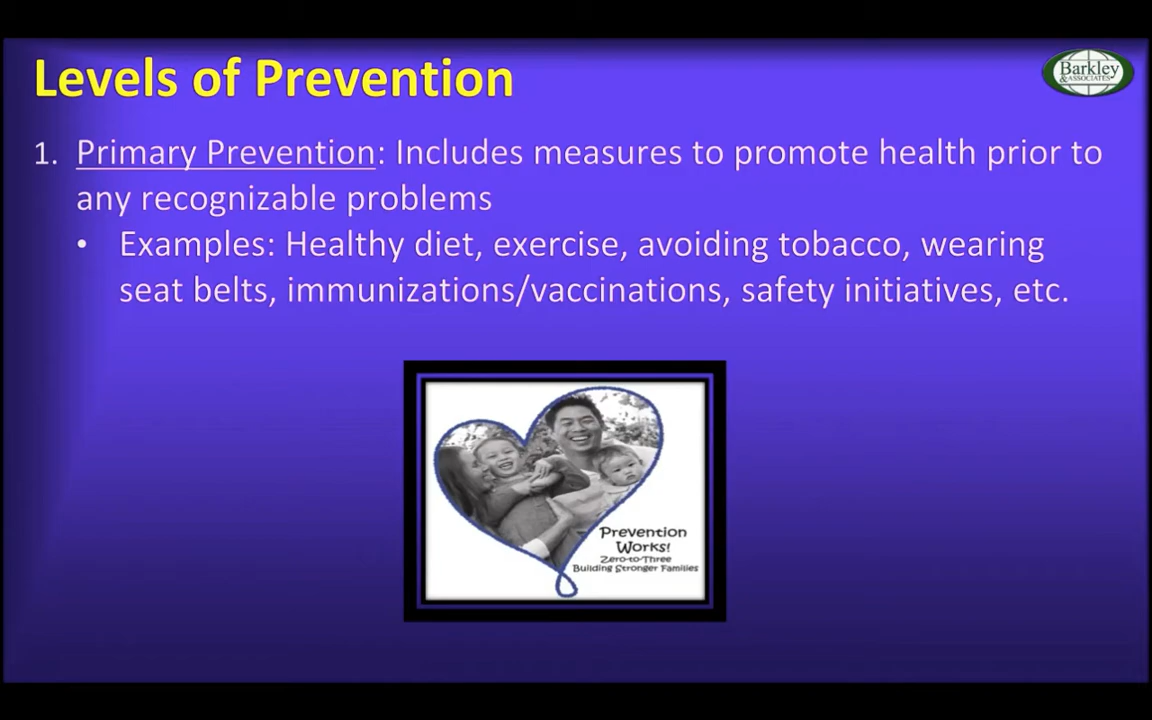 Levels of Prevention
Barkley
& ASSOCIATES
1. Primary Prevention: Includes measures to promote health prior to
any recognizable problems
• Examples: Healthy diet, exercise, avoiding tobacco, wearing
seat belts, immunizations/vaccinations, safety initiatives, etc.
Prevention
Works!
Zero-to-Three
Building Stronger Families